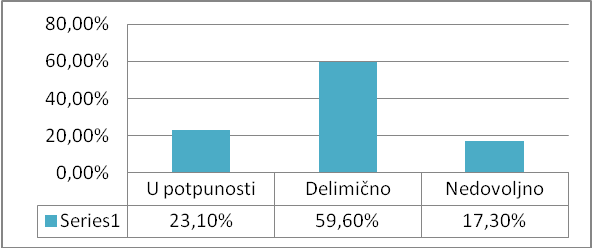 80,00%
60,00%
40,00%
20,00%
0,00%
U potpunosti Delimično Nedovoljno
Series1 23,10% 59,60% 17,30%